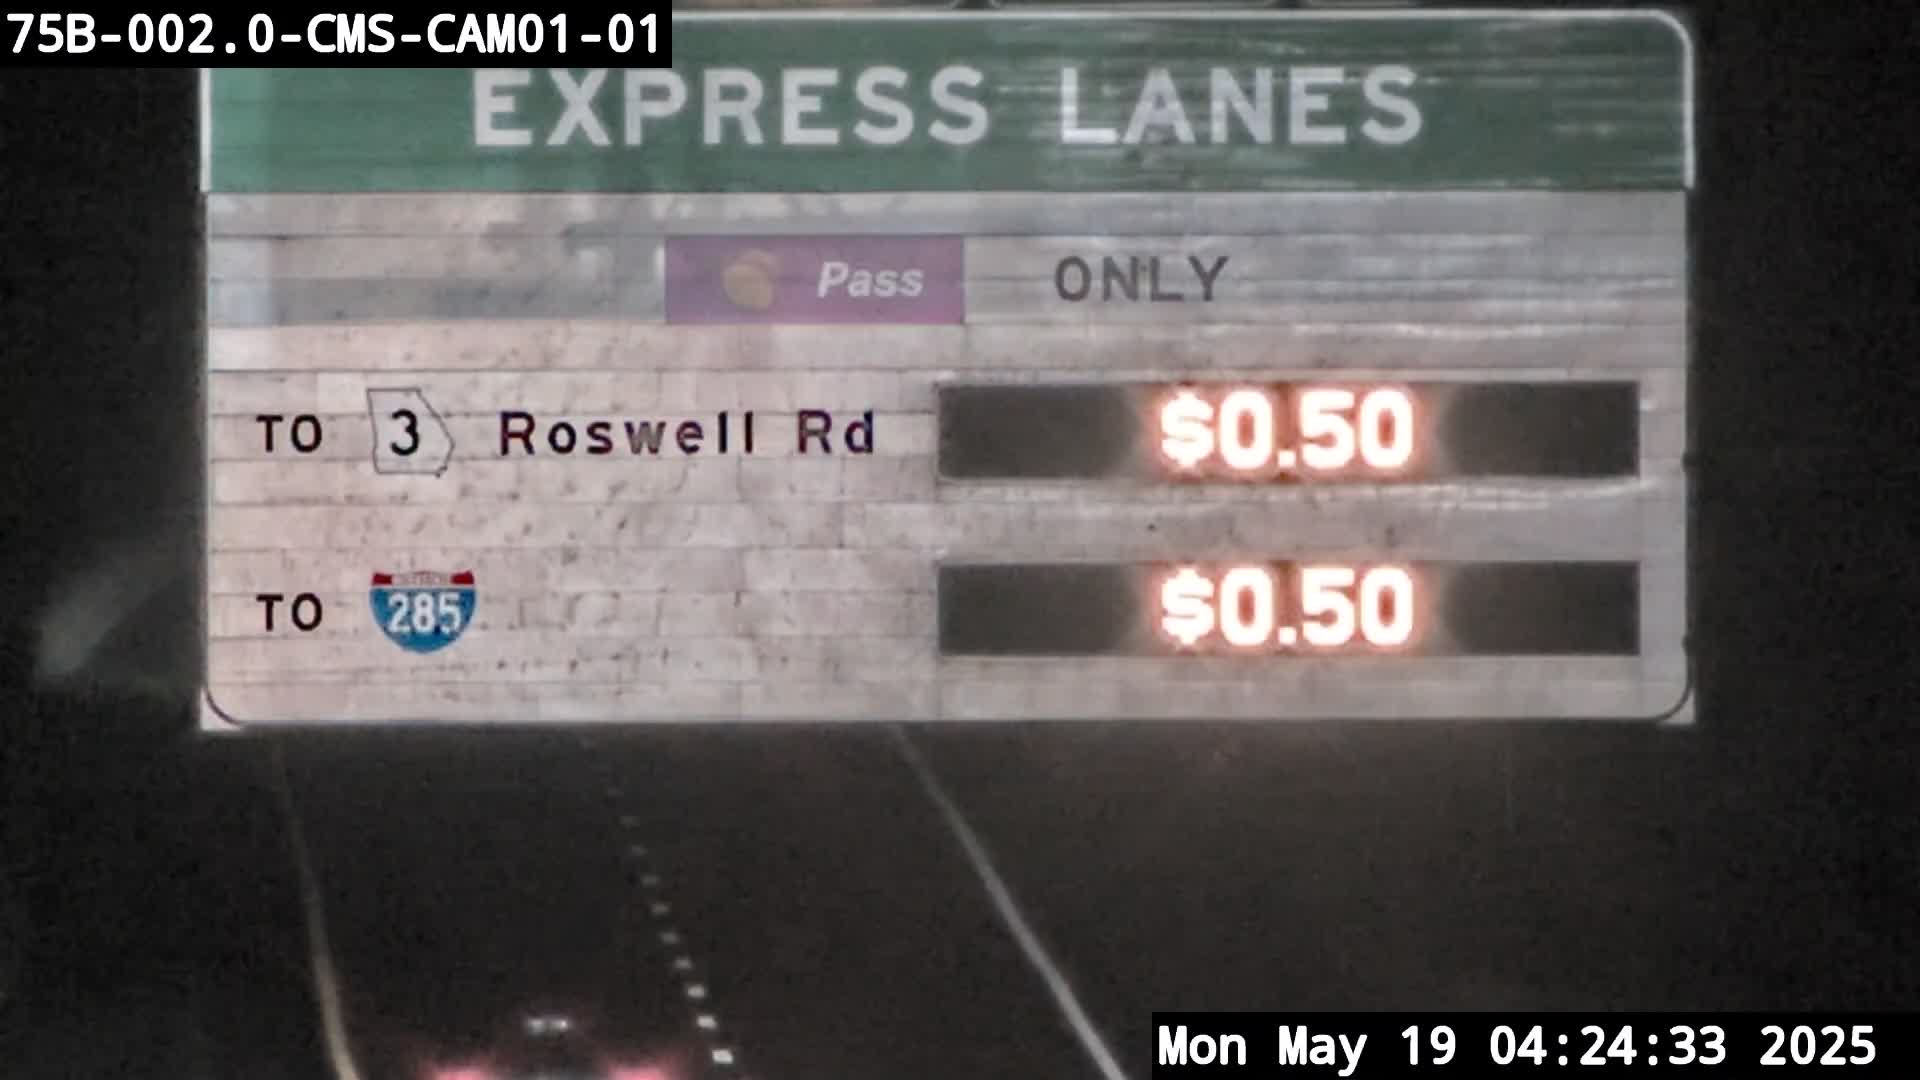 75B-002.0-CMS-CAM01-01
EXPRESS LANES
Pass ONLY
TO 3 Roswell Rd $0.50
TO 285 $0.50
Mon May 19 04:24:33 2025